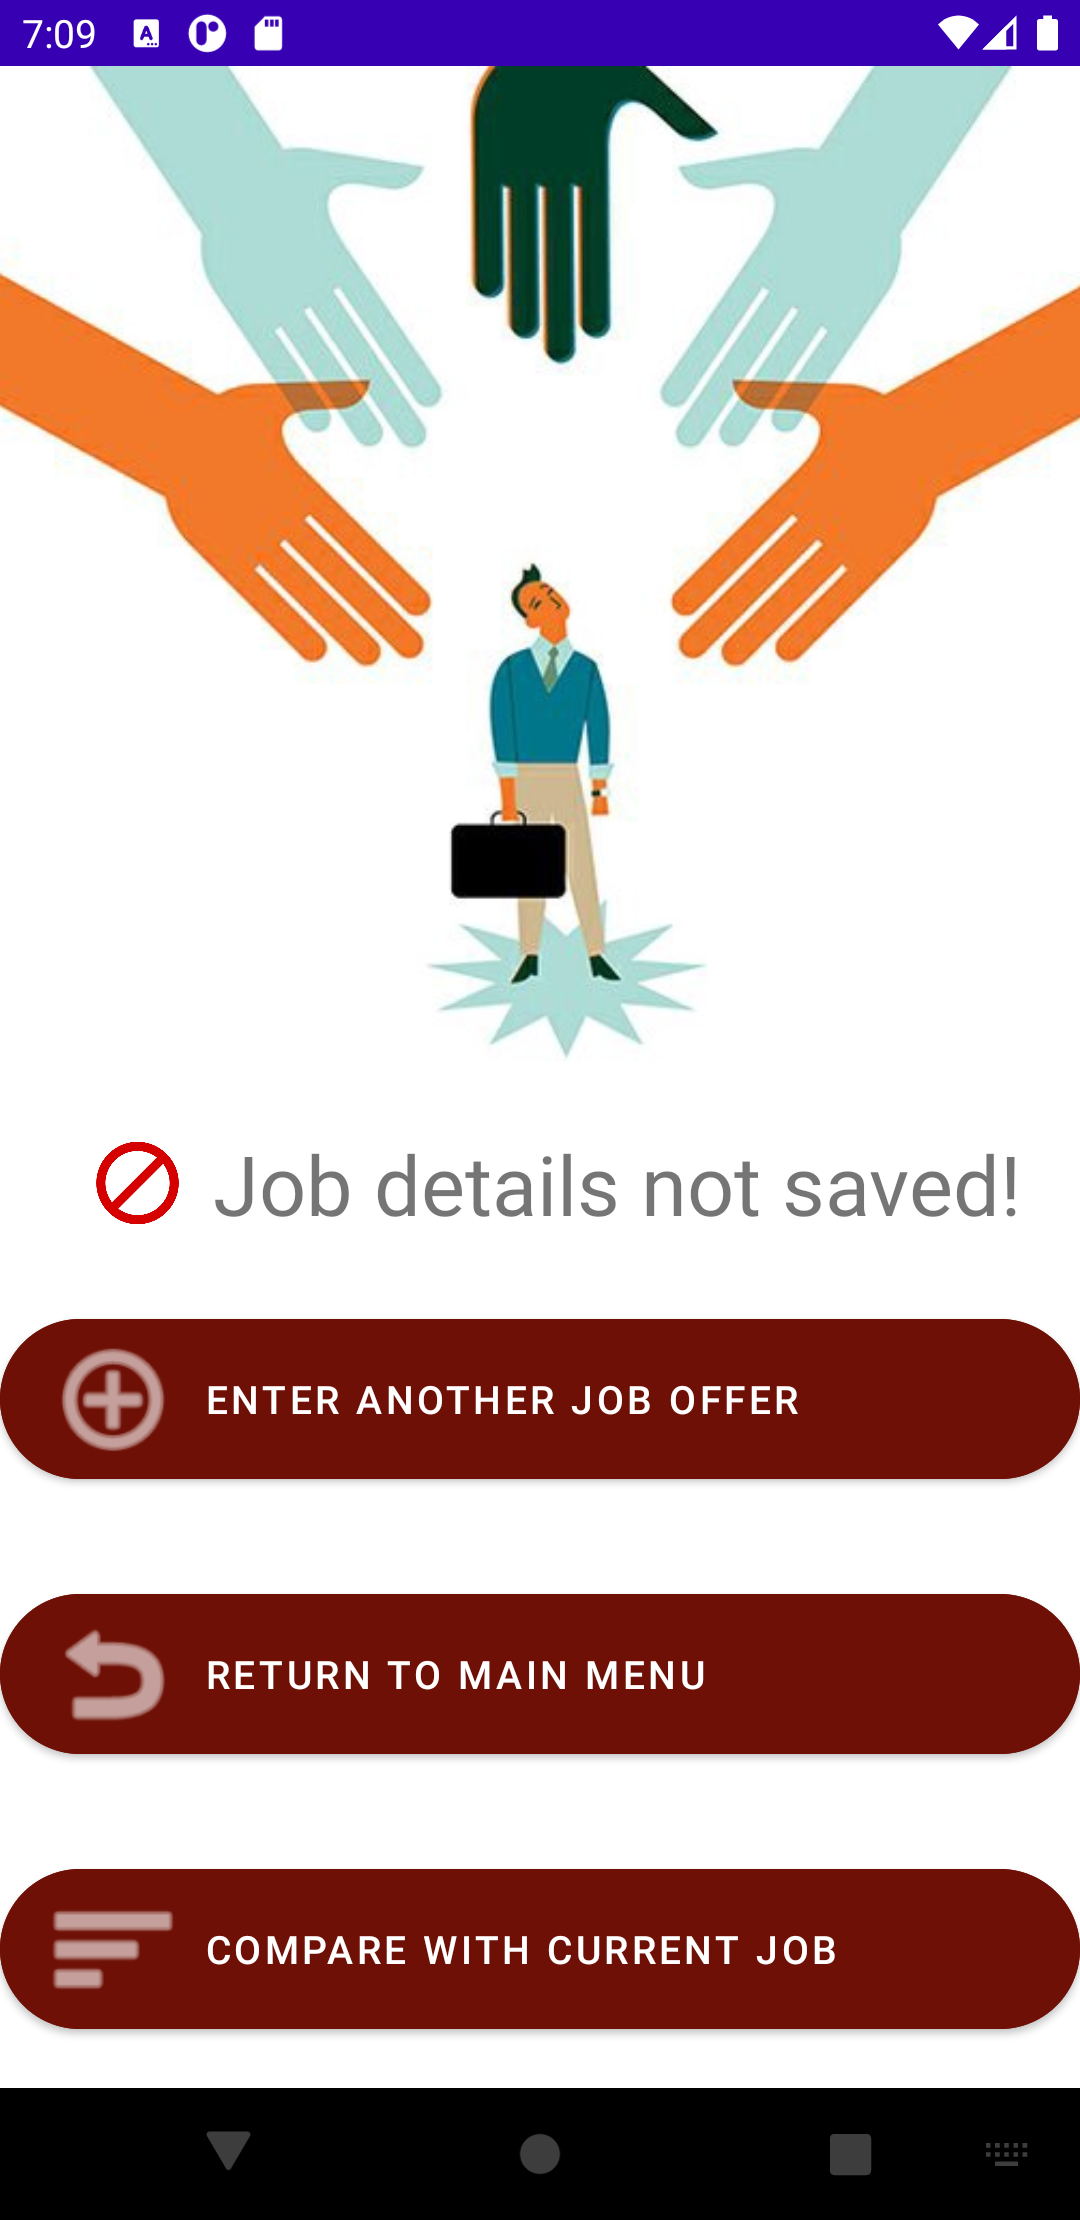 7:09
Job details not saved!
ENTER ANOTHER JOB OFFER
RETURN TO MAIN MENU
COMPARE WITH CURRENT JOB